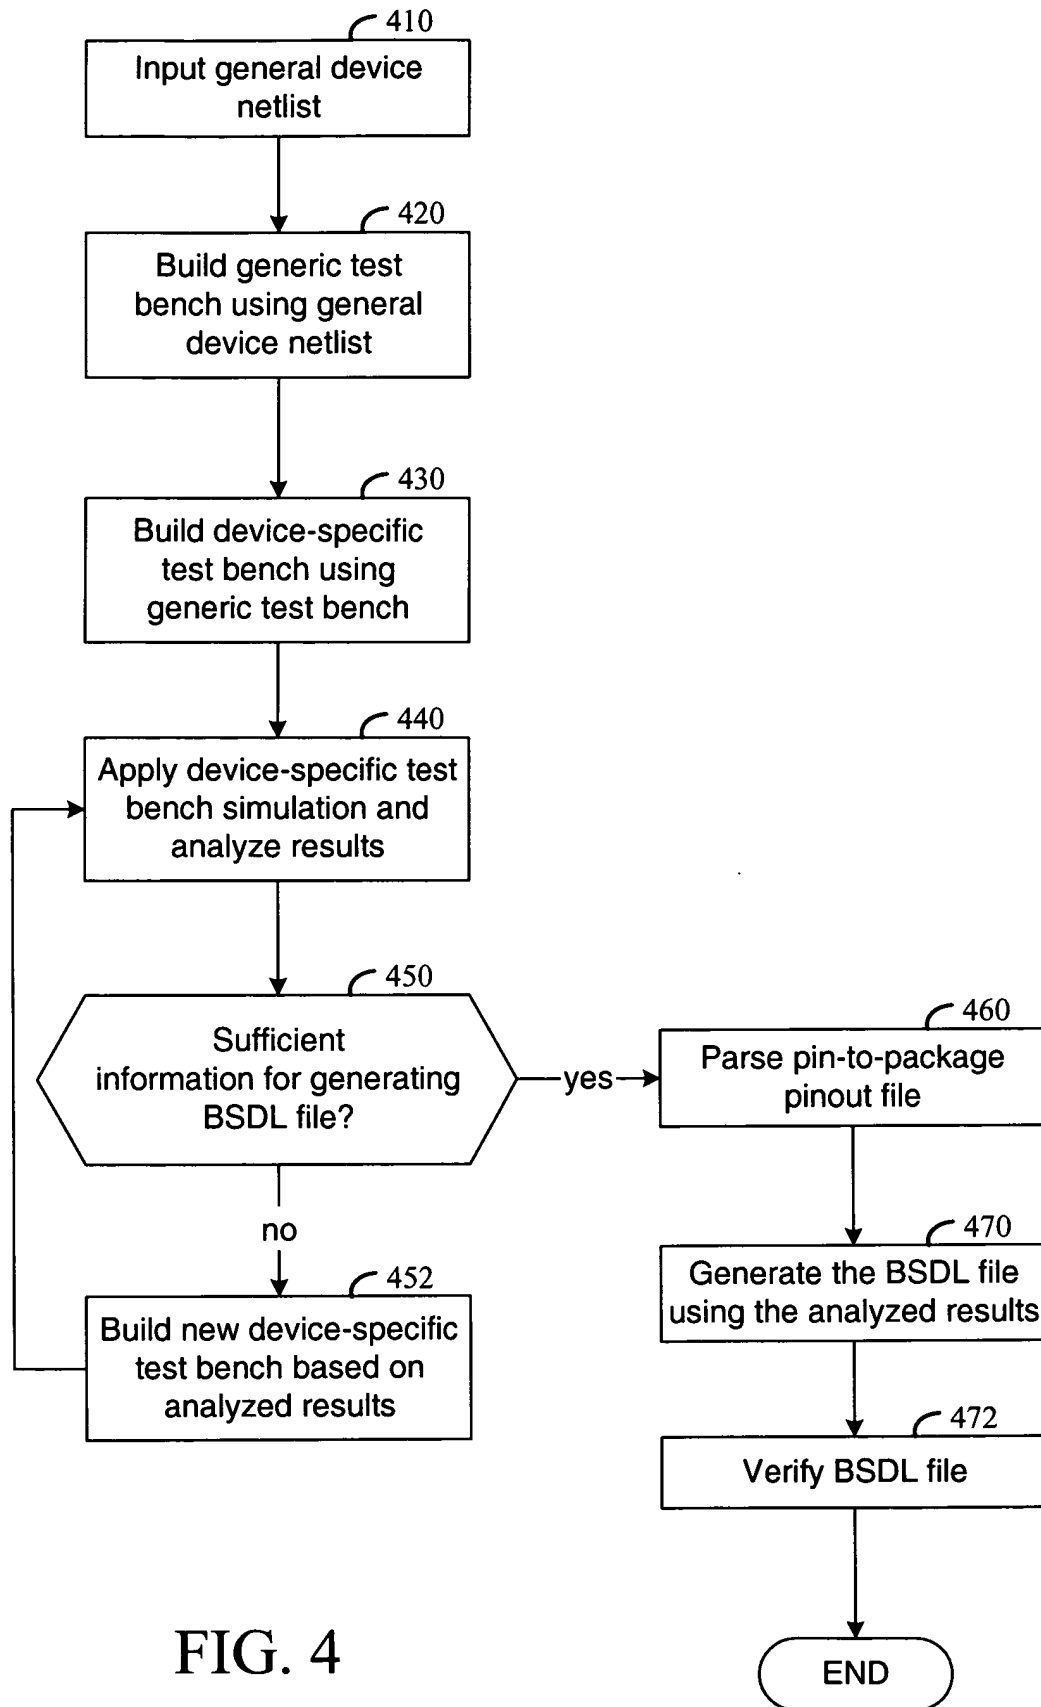 410
Input general device
netlist
420
Build generic test
bench using general
device netlist
430
Build device-specific
test bench using
generic test bench
440
Apply device-specific test
bench simulation and
analyze results
450
Sufficient
information for generating
BSDL file?
yes
no
452
Build new device-specific
test bench based on
analyzed results
460
Parse pin-to-package
pinout file
470
Generate the BSDL file
using the analyzed results
472
Verify BSDL file
END
FIG. 4